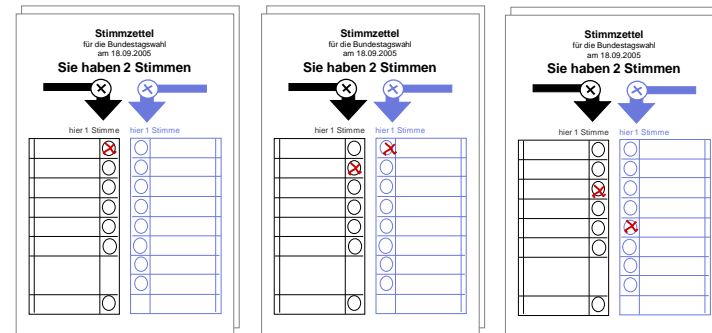 Stimmzettel
für die Bundestagswahl
am 18.09.2005
Sie haben 2 Stimmen
hier 1 Stimme hier 1 Stimme
Stimmzettel
für die Bundestagswahl
am 18.09.2005
Sie haben 2 Stimmen
hier 1 Stimme hier 1 Stimme
Stimmzettel
für die Bundestagswahl
am 18.09.2005
Sie haben 2 Stimmen
hier 1 Stimme hier 1 Stimme